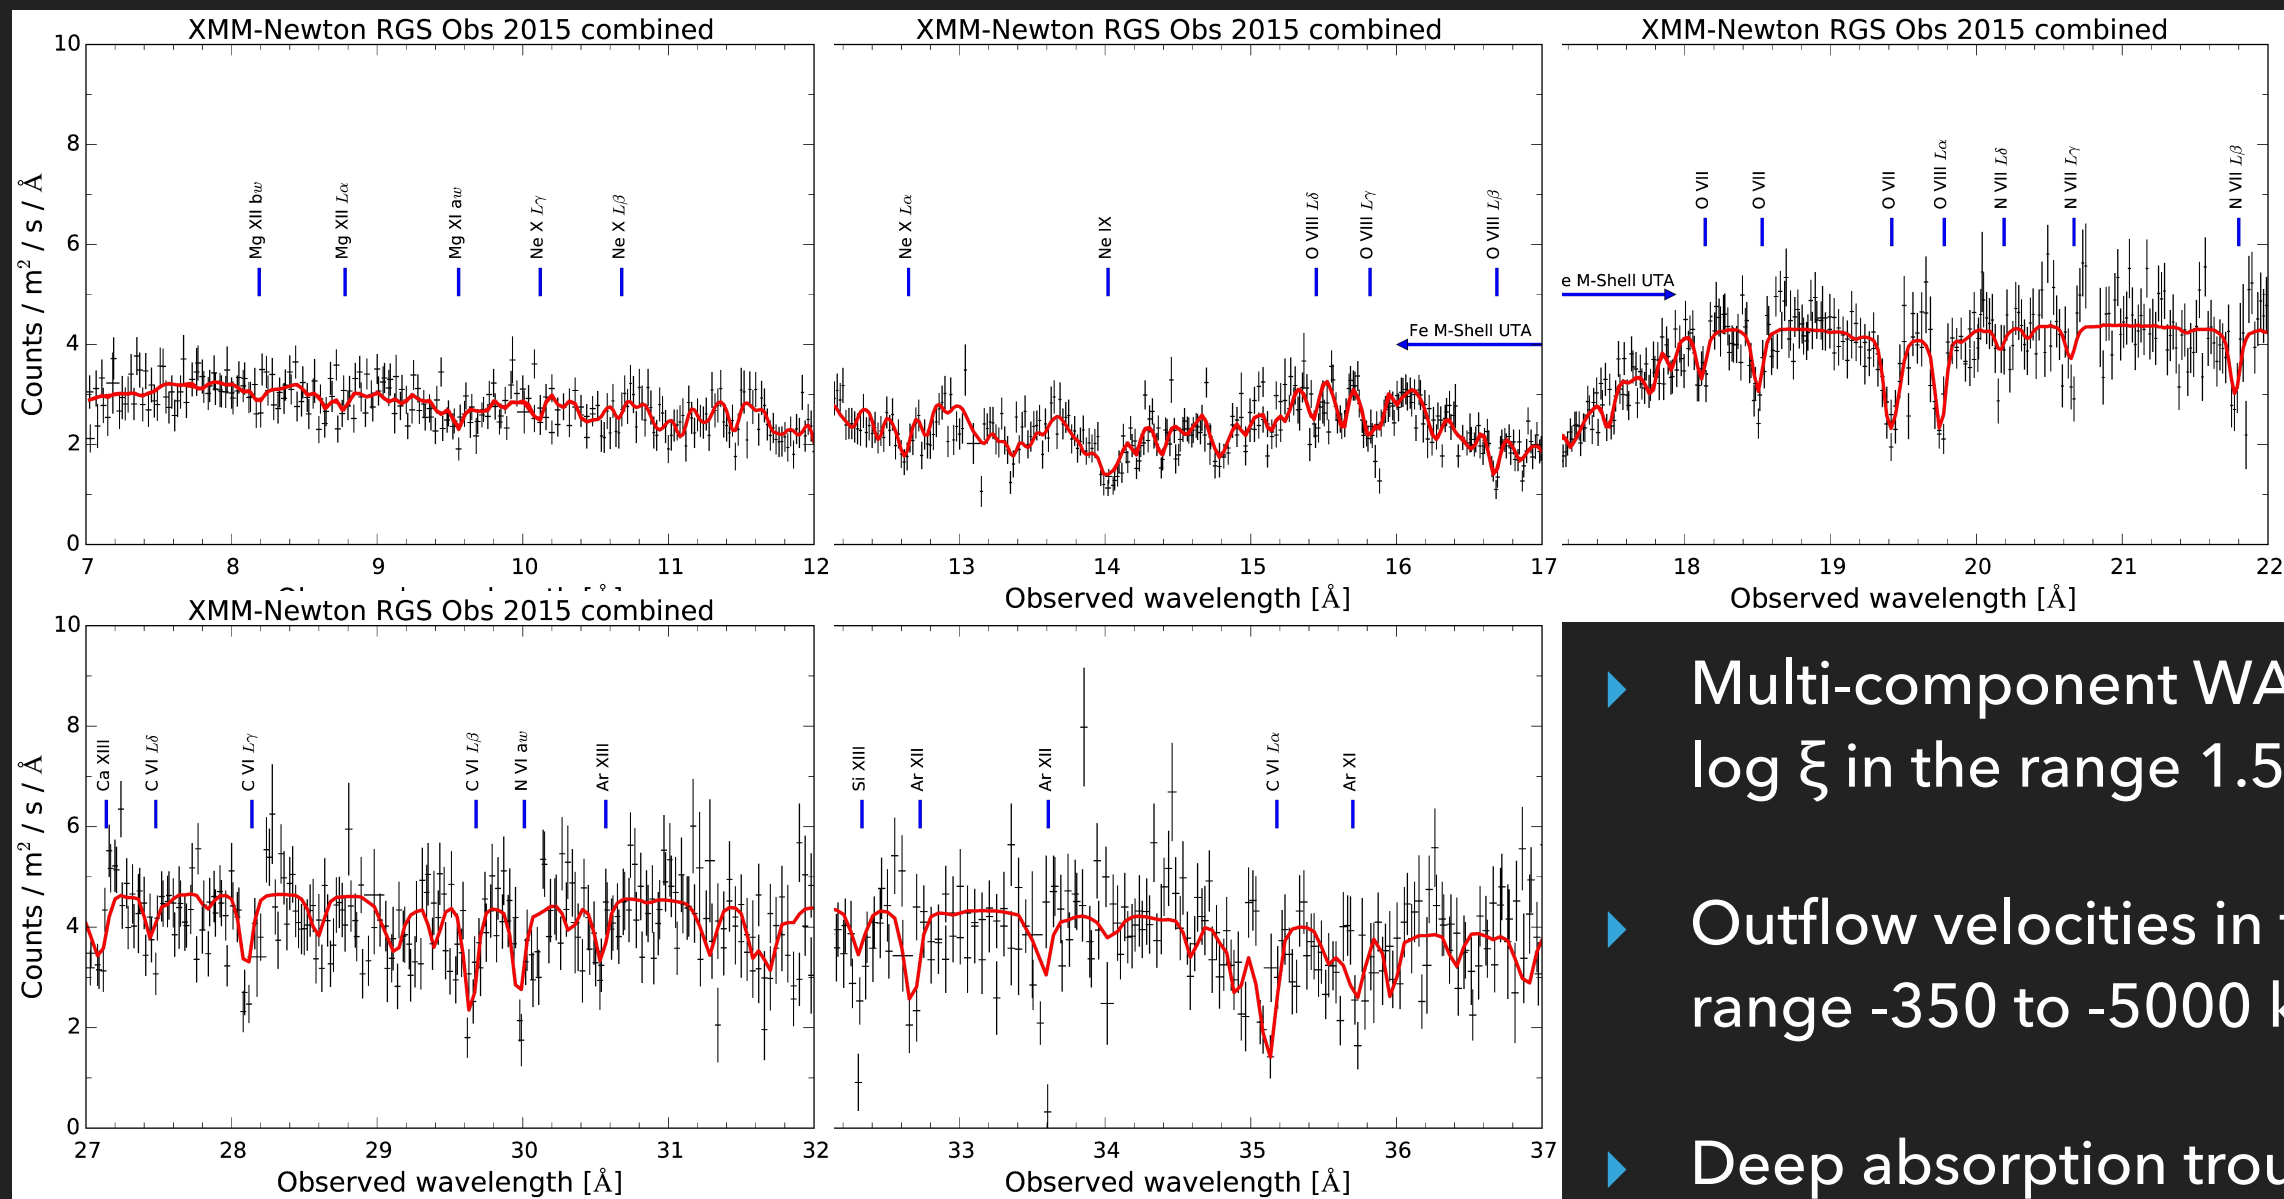 XMM-Newton RGS Obs 2015 combined
10
8
6
4
2
0
Counts / m² / s / Å
Mg XII bw
Mg XII Lα
Mg XI aw
Ne X Lγ
Ne X Lβ
7 8 9 10 11 12
XMM-Newton RGS Obs 2015 combined
Ne X Lα
Ne IX
O VIII Lδ
O VIII Lγ
O VIII Lβ
Fe M-Shell UTA
13 14 15 16 17
Observed wavelength [Å]
XMM-Newton RGS Obs 2015 combined
O VII
O VII
O VII
O VIII Lα
N VII Lδ
N VII Lγ
N VII Lβ
e M-Shell UTA
18 19 20 21 22
Observed wavelength [Å]
XMM-Newton RGS Obs 2015 combined
10
8
6
4
2
0
Counts / m² / s / Å
Ca XIII
C VI Lδ
C VI Lγ
C VI Lβ
N VI aw
Ar XIII
27 28 29 30 31 32
Observed wavelength [Å]
Si XIII
Ar XII
Ar XII
C VI Lα
Ar XI
33 34 35 36 37
Observed wavelength [Å]
Multi-component WA
log ξ in the range 1.5
Outflow velocities in
range -350 to -5000
Deep absorption trou